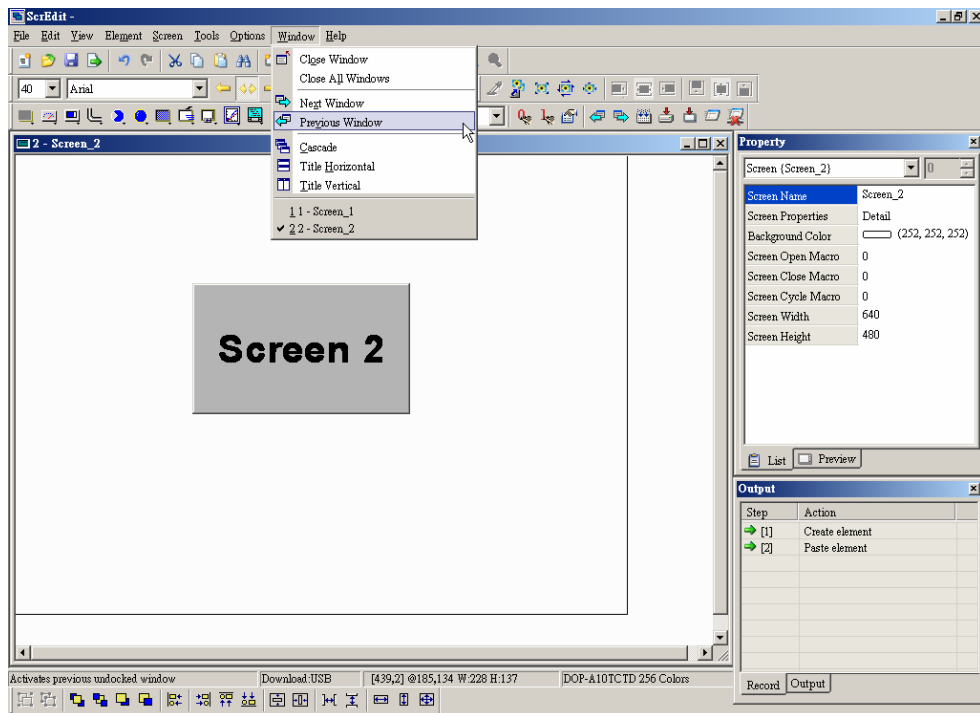 ScrEdit -
File Edit View Element Screen Tools Options Window Help
Close Window
Close All Windows
Next Window
Previous Window
Cascade
Title Horizontal
Title Vertical
1 1 - Screen_1
2 2 - Screen_2
40 Arial
2 - Screen_2
Screen 2
Property
Screen {Screen_2} 0
Screen Name Screen_2
Screen Properties Detail
Background Color (252, 252, 252)
Screen Open Macro 0
Screen Close Macro 0
Screen Cycle Macro 0
Screen Width 640
Screen Height 480
List Preview
Output
Step Action
[1] Create element
[2] Paste element
Record Output
Activates previous undocked window Download:USB [439,2] @185,134 W:228 H:137 DOP-A10TCTD 256 Colors